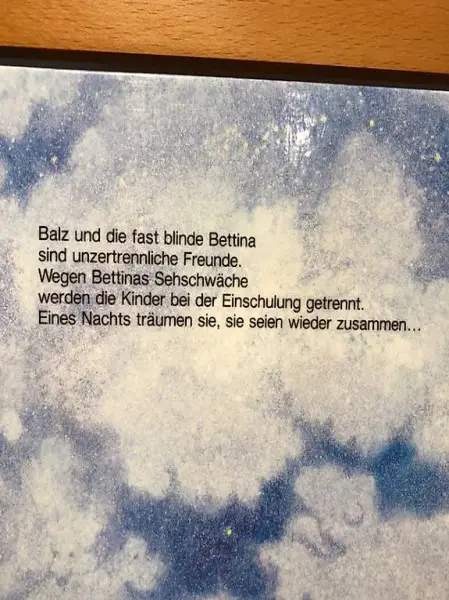 Balz und die fast blinde Bettina
sind unzertrennliche Freunde.
Wegen Bettinas Sehschwäche
werden die Kinder bei der Einschulung getrennt.
Eines Nachts träumen sie, sie seien wieder zusammen...